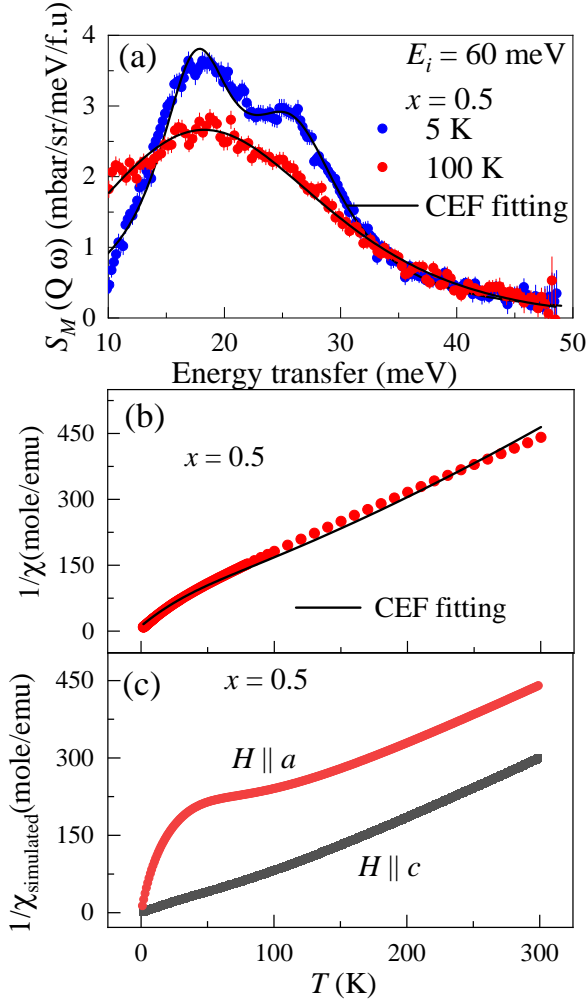 (a)
E_i = 60 meV
x = 0.5
5 K
100 K
CEF fitting
S_M (Q ω) (mbar/sr/meV/f.u)
5
4
3
2
1
0
10 20 30 40 50
Energy transfer (meV)
(b)
x = 0.5
CEF fitting
1/χ(mole/emu)
450
300
150
0
(c)
x = 0.5
H || a
H || c
1/χ_simulated(mole/emu)
450
300
150
0
0 100 200 300
T (K)